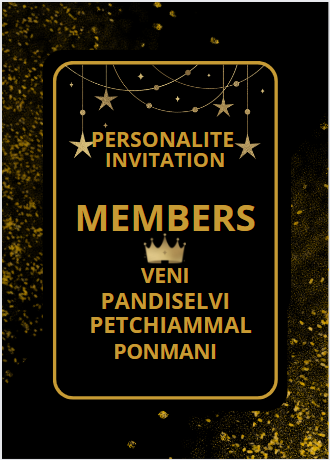 PERSONALITE
INVITATION
MEMBERS
VENI
PANDISELVI
PETCHIAMMAL
PONMANI